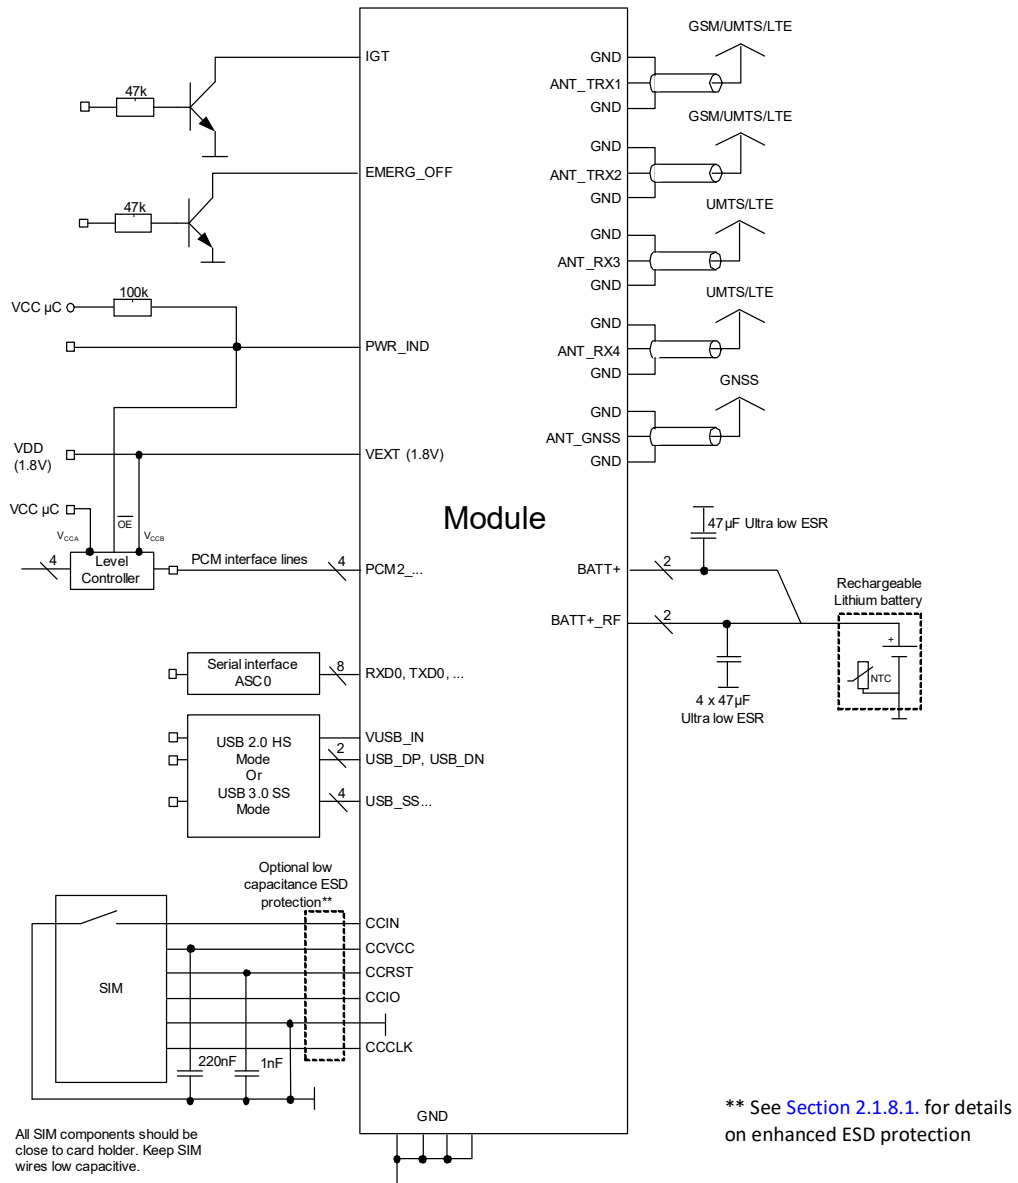 IGT
47k
EMERG_OFF
47k
VCC µC
100k
PWR_IND
VDD
(1.8V)
VEXT (1.8V)
VCC µC
VCCA
OE
VCCB
4
Level
Controller
PCM interface lines
4
PCM2_...
Serial interface
ASC0
8
RXD0, TXD0, ...
USB 2.0 HS
Mode
Or
USB 3.0 SS
Mode
VUSB_IN
2
USB_DP, USB_DN
4
USB_SS...
Optional low
capacitance ESD
protection**
SIM
CCIN
CCVCC
CCRST
CCIO
CCCLK
220nF
1nF
All SIM components should be
close to card holder. Keep SIM
wires low capacitive.
Module
GND
GSM/UMTS/LTE
GND
ANT_TRX1
GND
GSM/UMTS/LTE
GND
ANT_TRX2
GND
UMTS/LTE
GND
ANT_RX3
GND
UMTS/LTE
GND
ANT_RX4
GND
GNSS
GND
ANT_GNSS
GND
47µF Ultra low ESR
BATT+
2
BATT+_RF
2
4 x 47µF
Ultra low ESR
Rechargeable
Lithium battery
+
NTC
** See Section 2.1.8.1. for details
on enhanced ESD protection